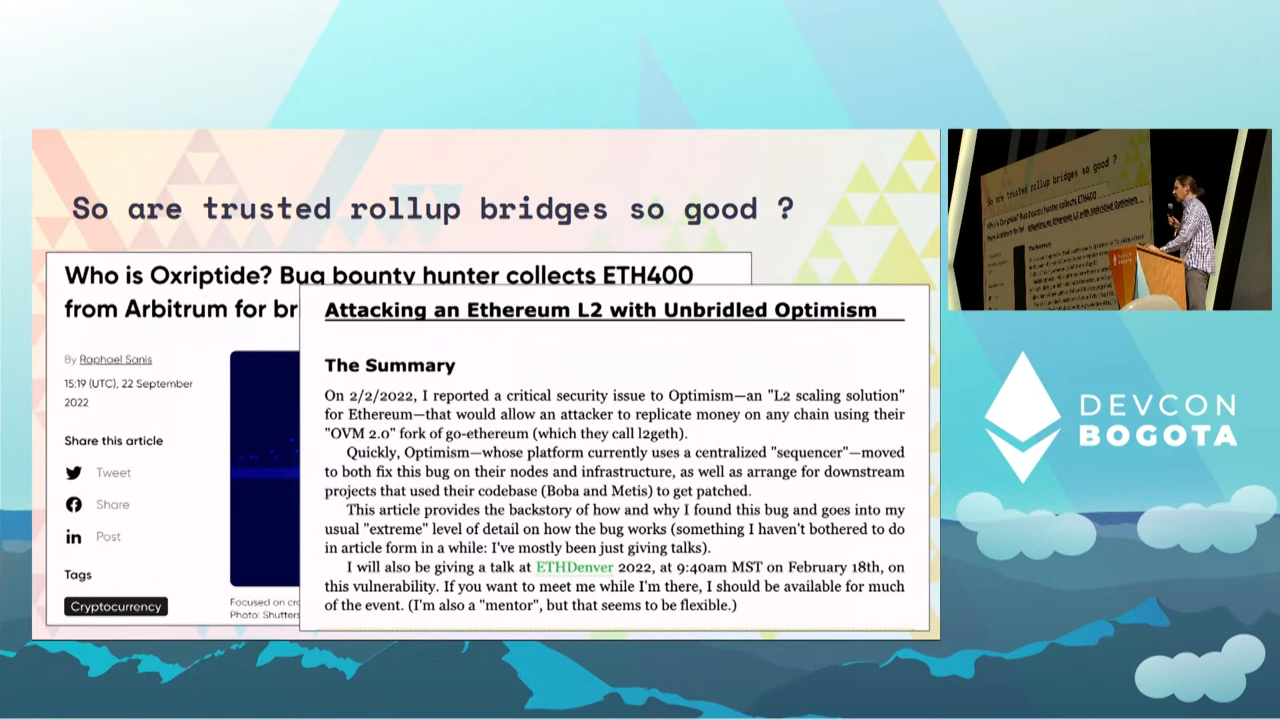 So are trusted rollup bridges so good ?
Who is Oxriptide? Bug bounty hunter collects ETH400
from Arbitrum for br
By Raphael Sanis
15:19 (UTC), 22 September
2022
Share this article
Tweet
Share
Post
Tags
Cryptocurrency
Focused on cr
Photo: Shutters
Attacking an Ethereum L2 with Unbridled Optimism
The Summary
On 2/2/2022, I reported a critical security issue to Optimism—an "L2 scaling solution"
for Ethereum—that would allow an attacker to replicate money on any chain using their
"OVM 2.0" fork of go-ethereum (which they call l2geth).
Quickly, Optimism—whose platform currently uses a centralized "sequencer"—moved
to both fix this bug on their nodes and infrastructure, as well as arrange for downstream
projects that used their codebase (Boba and Metis) to get patched.
This article provides the backstory of how and why I found this bug and goes into my
usual "extreme" level of detail on how the bug works (something I haven't bothered to do
in article form in a while: I've mostly been just giving talks).
I will also be giving a talk at ETHDenver 2022, at 9:40am MST on February 18th, on
this vulnerability. If you want to meet me while I'm there, I should be available for much
of the event. (I'm also a "mentor", but that seems to be flexible.)
So are trusted rollup bridges so good ?
DEVCON
BOGOTA